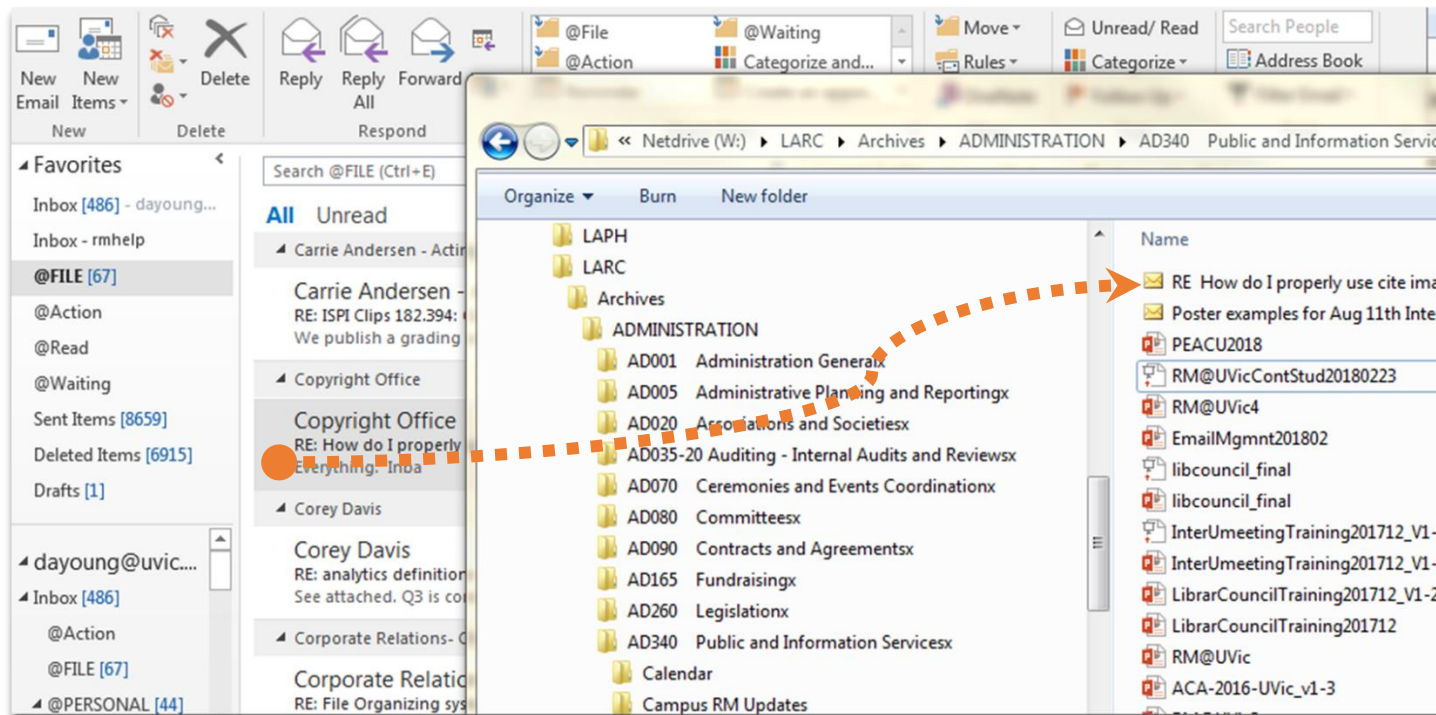 New Email
New Items
Delete
Reply
Reply All
Forward
@File
@Waiting
@Action
Categorize and...
Move
Rules
Unread/ Read
Categorize
Search People
Address Book
New
Delete
Respond
« Netdrive (W:) LARC Archives ADMINISTRATION AD340 Public and Information Servic
Organize Burn New folder
Favorites
Inbox [486] - dayoung...
Inbox - rmhelp
@FILE [67]
@Action
@Read
@Waiting
Sent Items [8659]
Deleted Items [6915]
Drafts [1]
dayoung@uvic....
Inbox [486]
@Action
@FILE [67]
@PERSONAL [44]
Search @FILE (Ctrl+E)
All Unread
Carrie Andersen - Actin
Carrie Andersen -
RE: ISPI Clips 182.394:
We publish a grading
Copyright Office
Copyright Office
RE: How do I properly
Everything. Inba
Corey Davis
Corey Davis
RE: analytics definition
See attached. Q3 is co
Corporate Relations-
Corporate Relatio
RE: File Organizing sys
LAPH
LARC
Archives
ADMINISTRATION
AD001 Administration Generalx
AD005 Administrative Planning and Reportingx
AD020 Associations and Societiesx
AD035-20 Auditing - Internal Audits and Reviewsx
AD070 Ceremonies and Events Coordinationx
AD080 Committeesx
AD090 Contracts and Agreementsx
AD165 Fundraisingx
AD260 Legislationx
AD340 Public and Information Servicesx
Calendar
Campus RM Updates
Name
RE How do I properly use cite ima
Poster examples for Aug 11th Inte
PEACU2018
RM@UVicContStud20180223
RM@UVic4
EmailMgmnt201802
libcouncil_final
libcouncil_final
InterUmeetingTraining201712_V1-
InterUmeetingTraining201712_V1-
LibrarCouncilTraining201712_V1-2
LibrarCouncilTraining201712
RM@UVic
ACA-2016-UVic_v1-3